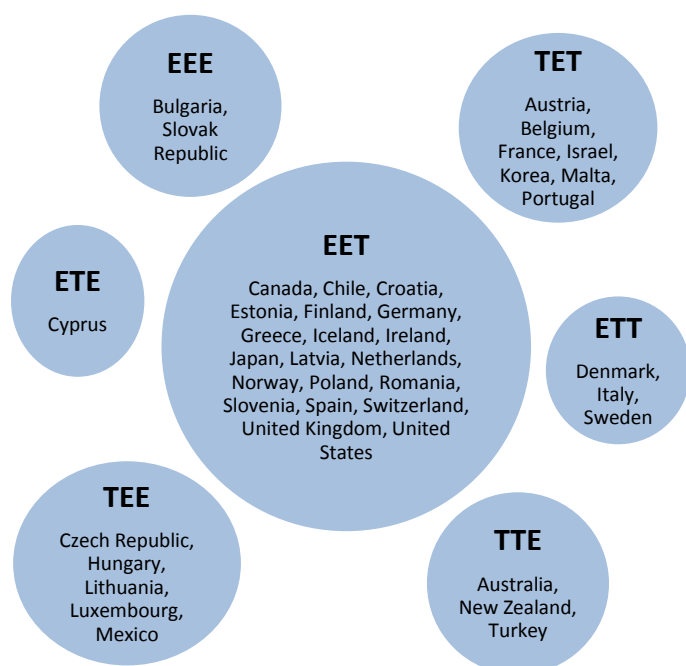 EEE
Bulgaria,
Slovak
Republic
TET
Austria,
Belgium,
France, Israel,
Korea, Malta,
Portugal
EET
Canada, Chile, Croatia,
Estonia, Finland, Germany,
Greece, Iceland, Ireland,
Japan, Latvia, Netherlands,
Norway, Poland, Romania,
Slovenia, Spain, Switzerland,
United Kingdom, United
States
ETE
Cyprus
ETT
Denmark,
Italy,
Sweden
TEE
Czech Republic,
Hungary,
Lithuania,
Luxembourg,
Mexico
TTE
Australia,
New Zealand,
Turkey